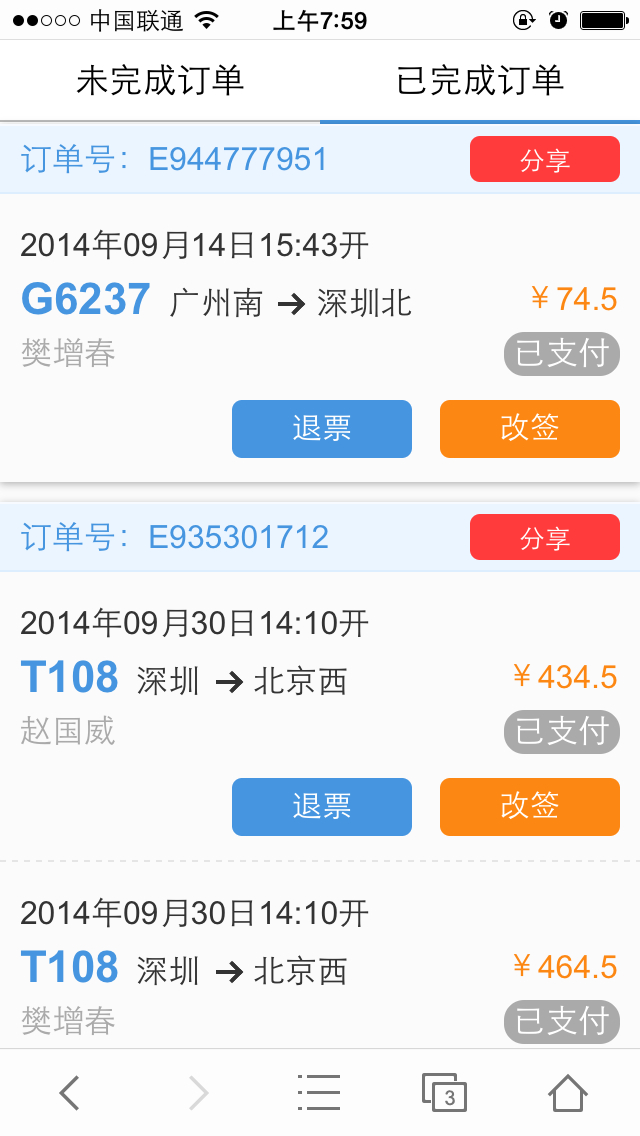 中国联通 上午7:59
未完成订单 已完成订单
订单号：E944777951 分享
2014年09月14日15:43开
G6237 广州南 → 深圳北 ￥74.5
樊增春 已支付
退票 改签
订单号：E935301712 分享
2014年09月30日14:10开
T108 深圳 → 北京西 ￥434.5
赵国威 已支付
退票 改签
2014年09月30日14:10开
T108 深圳 → 北京西 ￥464.5
樊增春 已支付
3